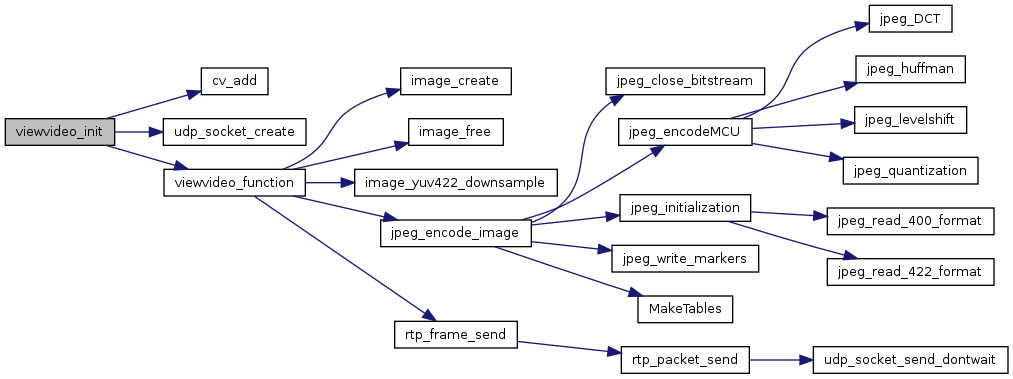 viewvideo_init
cv_add
udp_socket_create
viewvideo_function
image_create
image_free
image_yuv422_downsample
jpeg_encode_image
rtp_frame_send
jpeg_close_bitstream
jpeg_encodeMCU
jpeg_initialization
jpeg_write_markers
MakeTables
rtp_packet_send
jpeg_DCT
jpeg_huffman
jpeg_levelshift
jpeg_quantization
jpeg_read_400_format
jpeg_read_422_format
udp_socket_send_dontwait